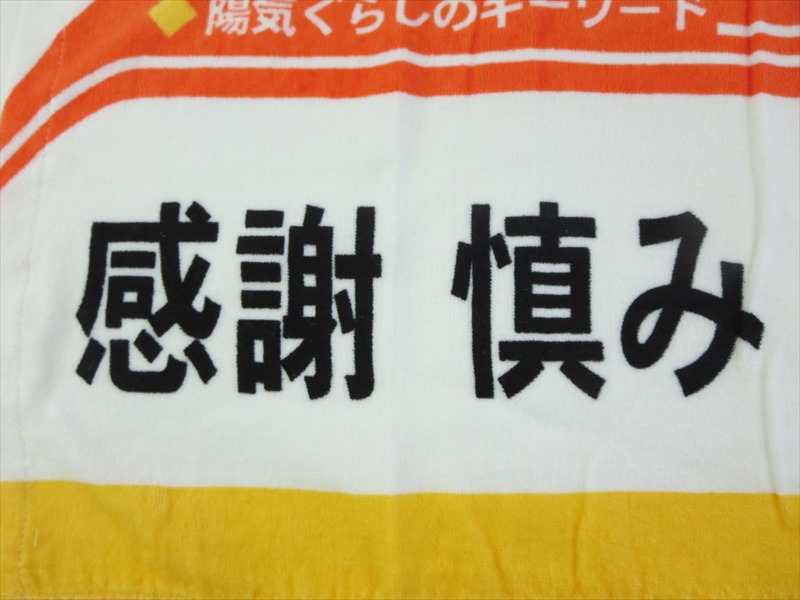 ◆陽気ぐらしのキーワード
感謝 慎み